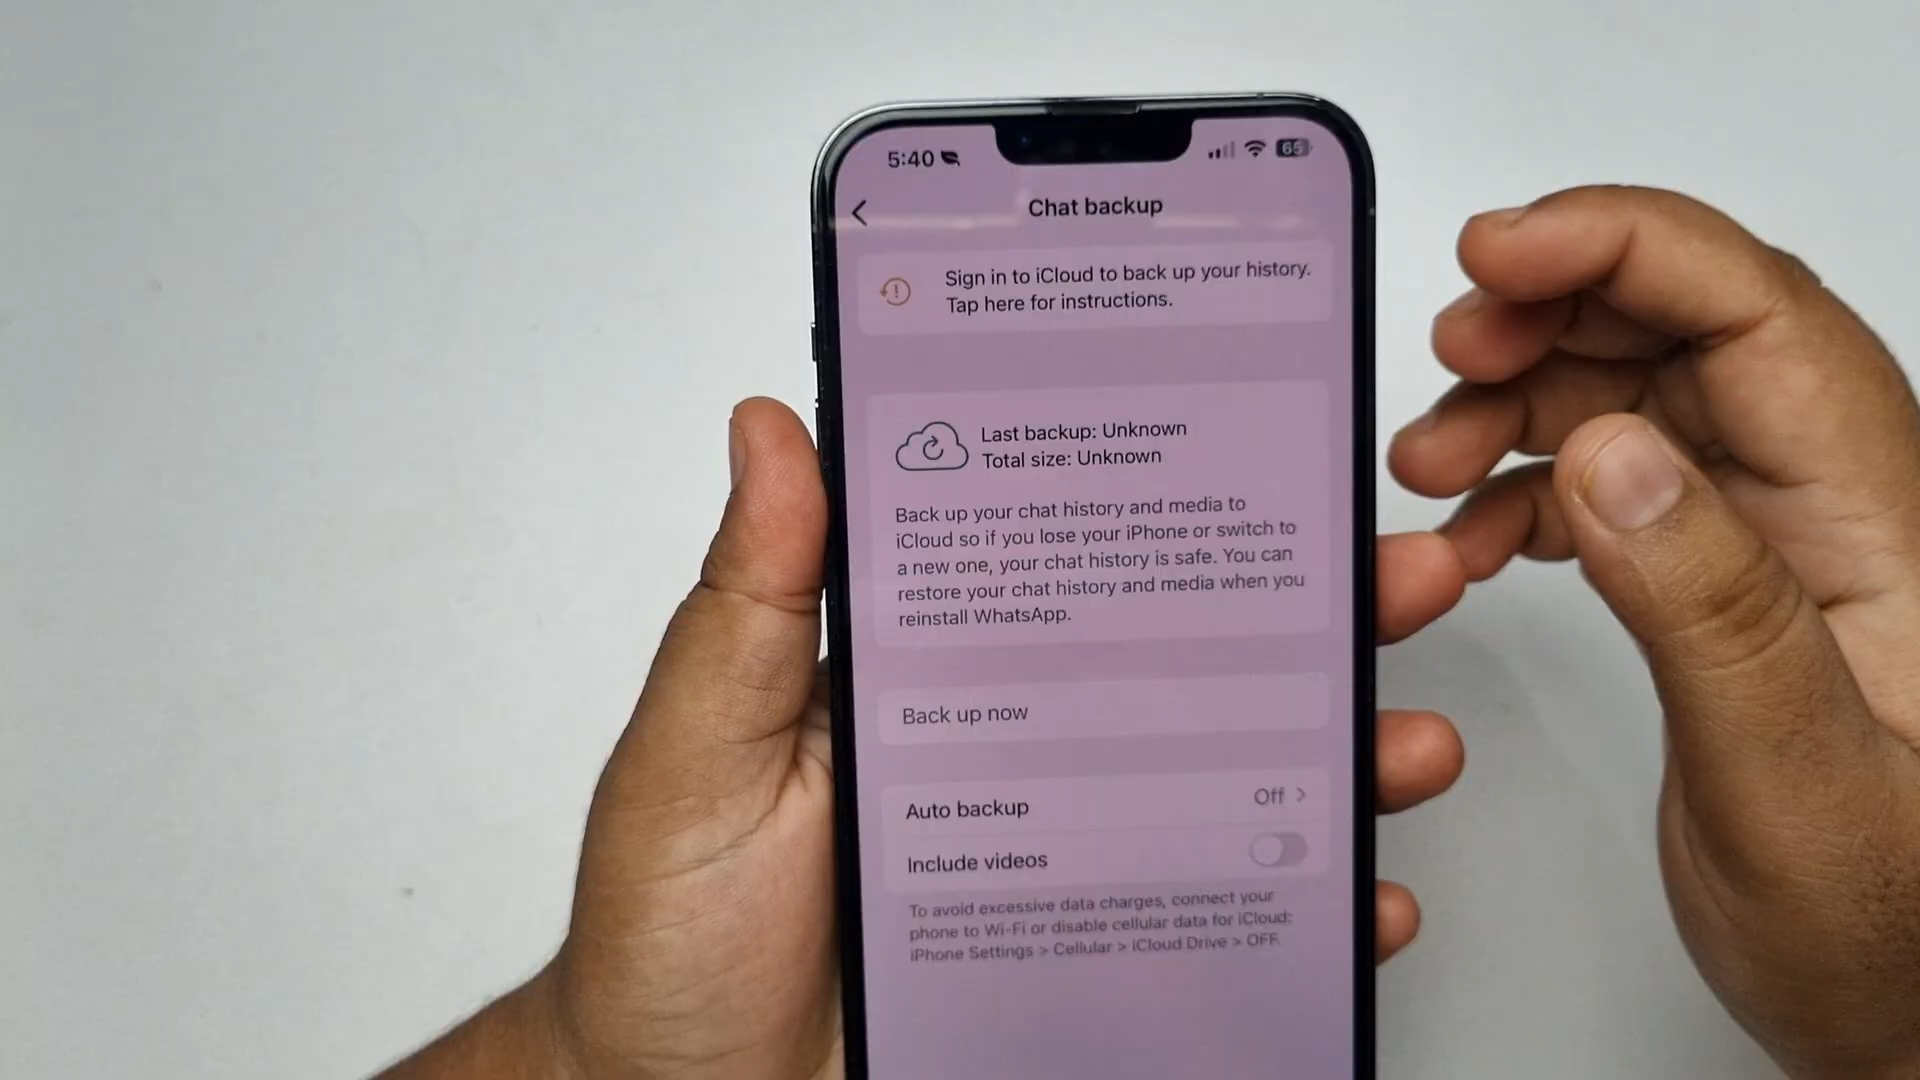 5:40
65
Chat backup
Sign in to iCloud to back up your history.
Tap here for instructions.
Last backup: Unknown
Total size: Unknown
Back up your chat history and media to
iCloud so if you lose your iPhone or switch to
a new one, your chat history is safe. You can
restore your chat history and media when you
reinstall WhatsApp.
Back up now
Auto backup Off
Include videos
To avoid excessive data charges, connect your
phone to Wi-Fi or disable cellular data for iCloud:
iPhone Settings > Cellular > iCloud Drive > OFF.